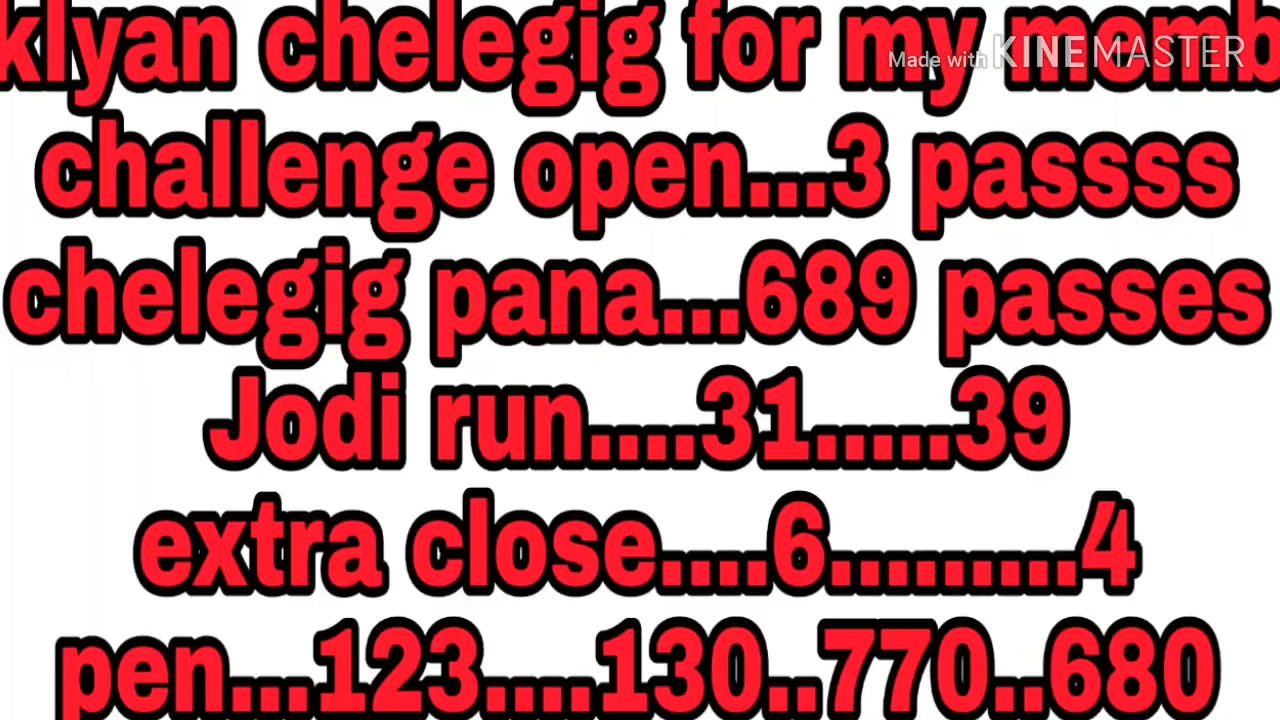 klyan chelegig for my memb
Made with KINEMASTER
challenge open...3 passss
chelegig pana...689 passes
Jodi run....31.....39
extra close....6.........4
pen...123....130..770..680